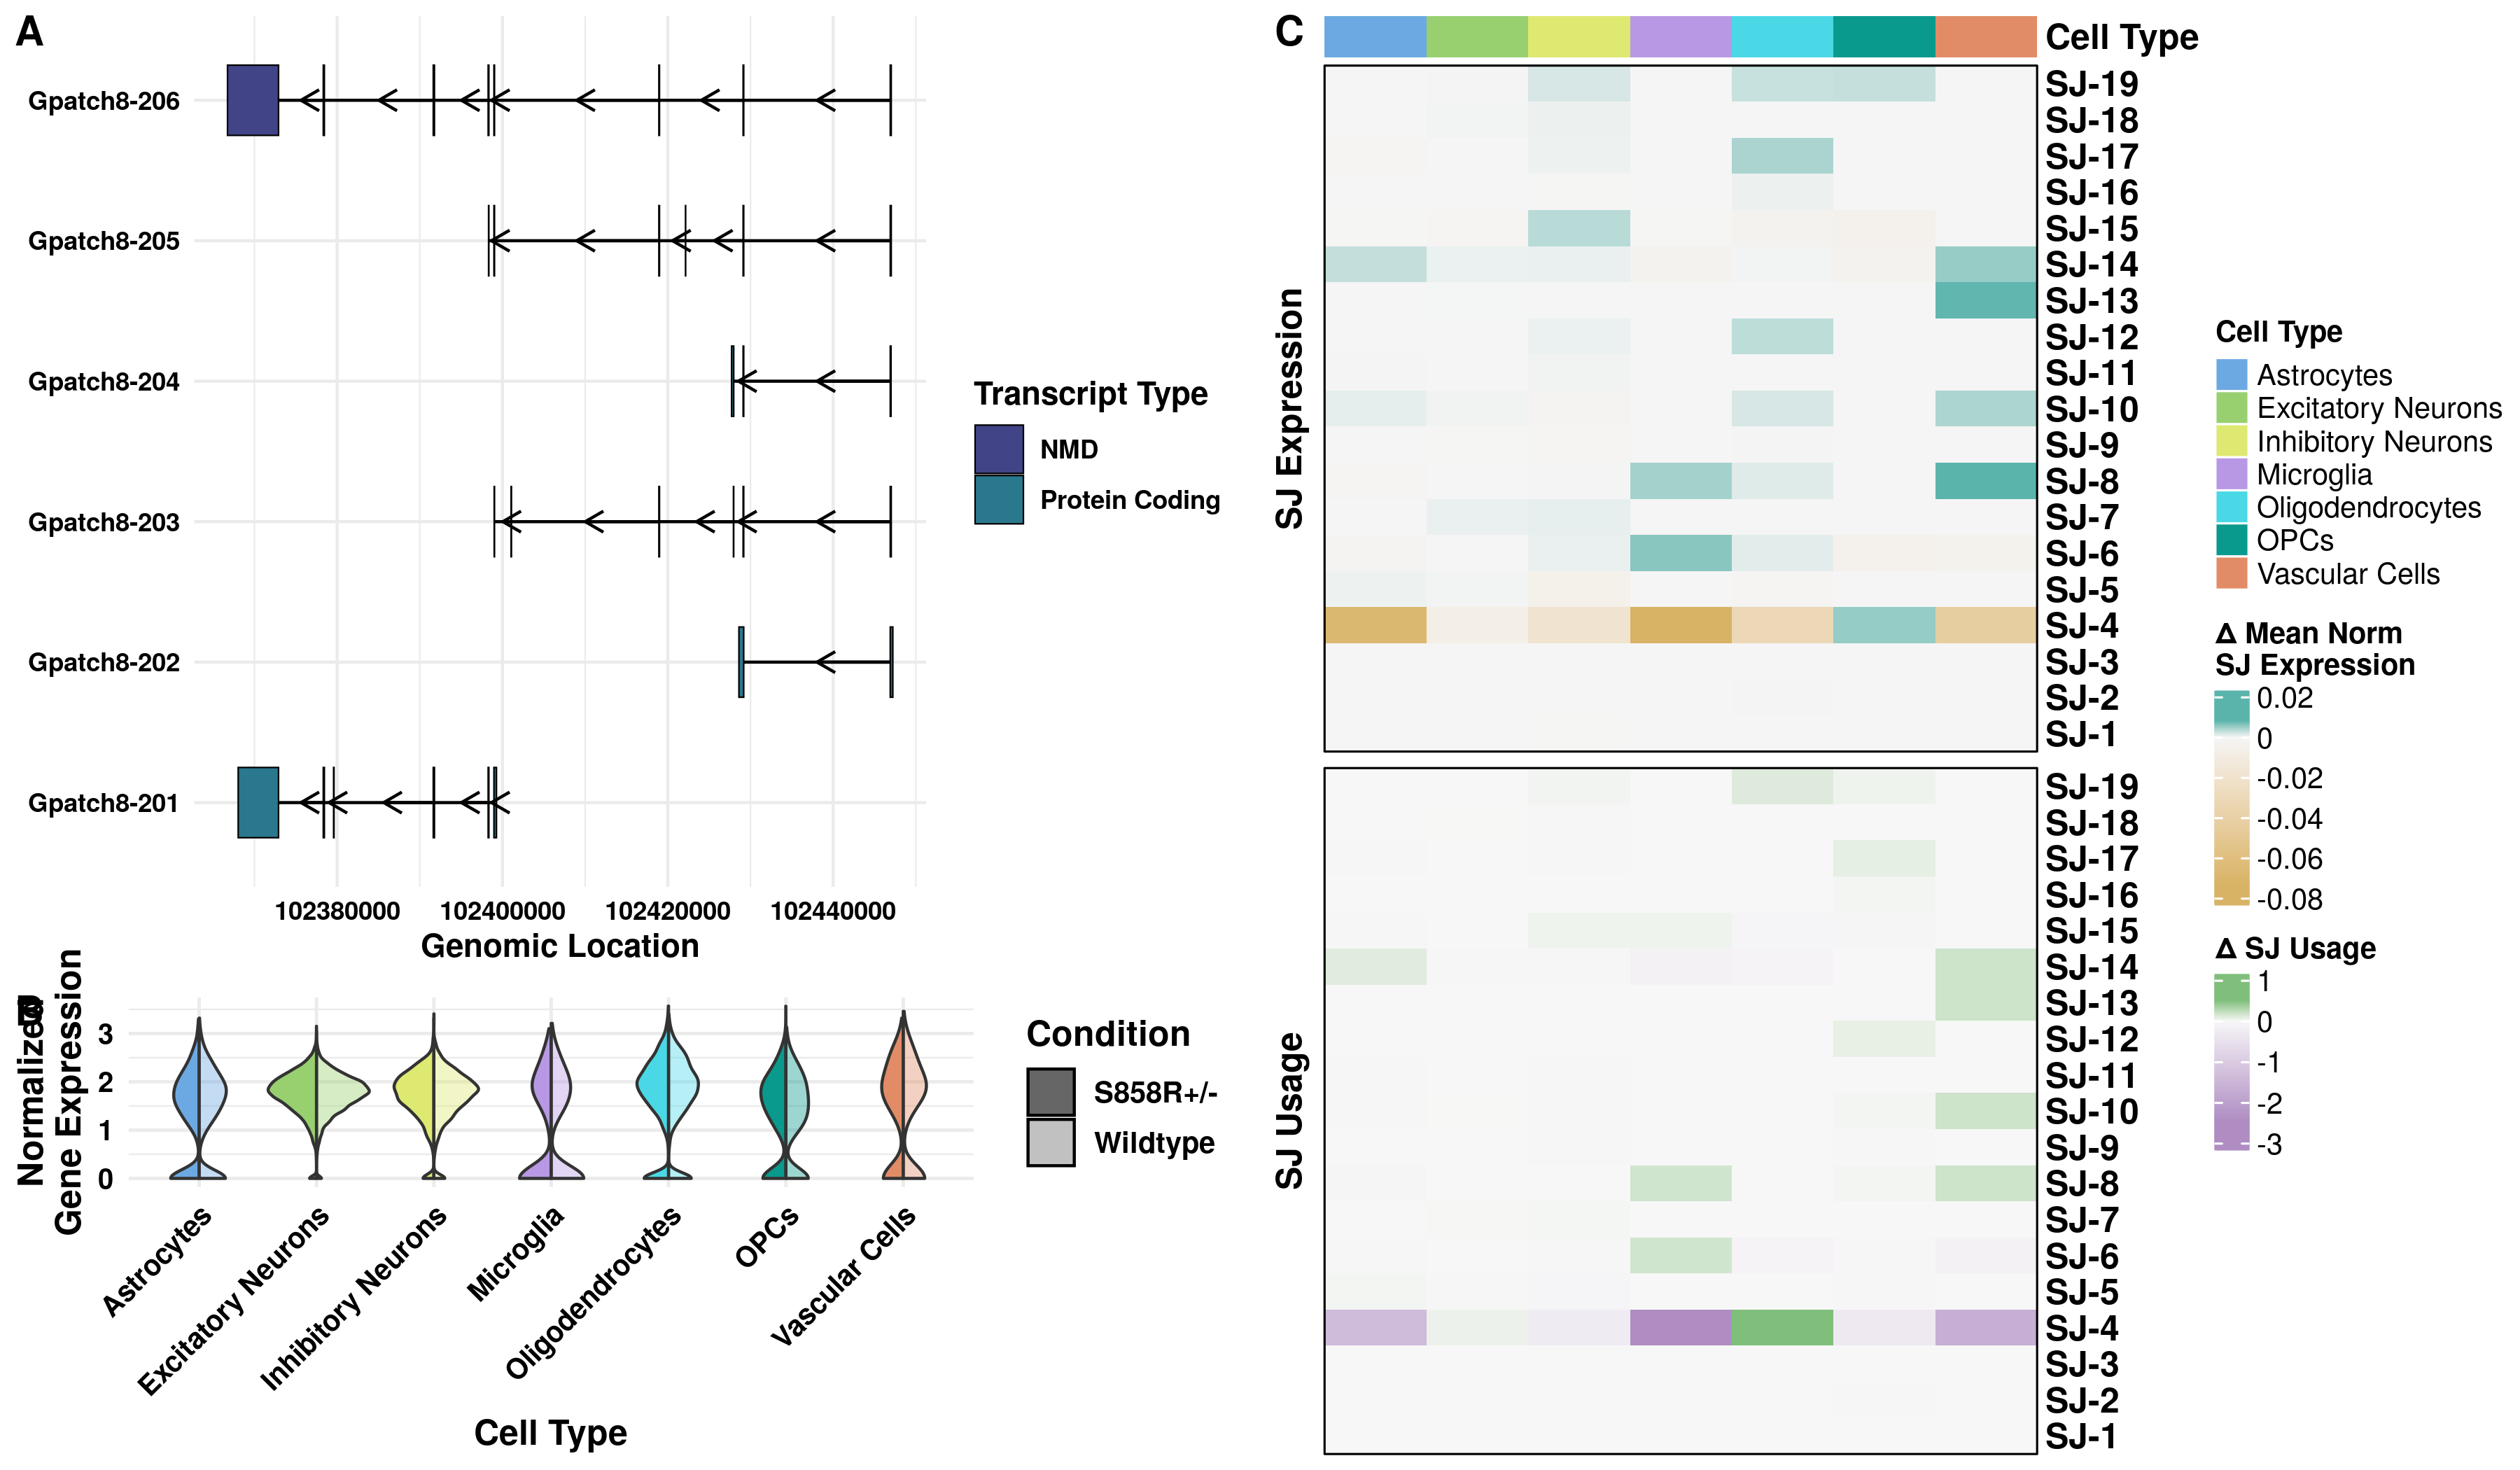 A
Gpatch8-206
Gpatch8-205
Gpatch8-204
Gpatch8-203
Gpatch8-202
Gpatch8-201
102380000 102400000 102420000 102440000
Genomic Location
Transcript Type
NMD
Protein Coding
Normalized
Gene Expression
3
2
1
0
Astrocytes
Excitatory Neurons
Inhibitory Neurons
Microglia
Oligodendrocytes
OPCs
Vascular Cells
Cell Type
Condition
S858R+/-
Wildtype
C
Cell Type
SJ Expression
SJ-19
SJ-18
SJ-17
SJ-16
SJ-15
SJ-14
SJ-13
SJ-12
SJ-11
SJ-10
SJ-9
SJ-8
SJ-7
SJ-6
SJ-5
SJ-4
SJ-3
SJ-2
SJ-1
SJ Usage
SJ-19
SJ-18
SJ-17
SJ-16
SJ-15
SJ-14
SJ-13
SJ-12
SJ-11
SJ-10
SJ-9
SJ-8
SJ-7
SJ-6
SJ-5
SJ-4
SJ-3
SJ-2
SJ-1
Cell Type
Astrocytes
Excitatory Neurons
Inhibitory Neurons
Microglia
Oligodendrocytes
OPCs
Vascular Cells
Δ Mean Norm
SJ Expression
0.02
0
-0.02
-0.04
-0.06
-0.08
Δ SJ Usage
1
0
-1
-2
-3